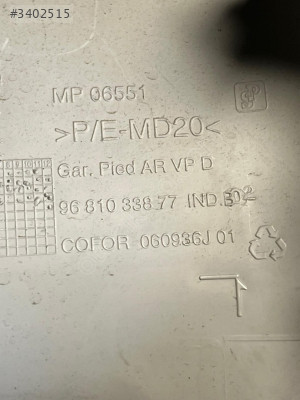 #3402515
MP 06551
>P/E-MD20<
Gar. Pied AR VP D
96 810 338 77 IND.B02
COFOR 060936J 01